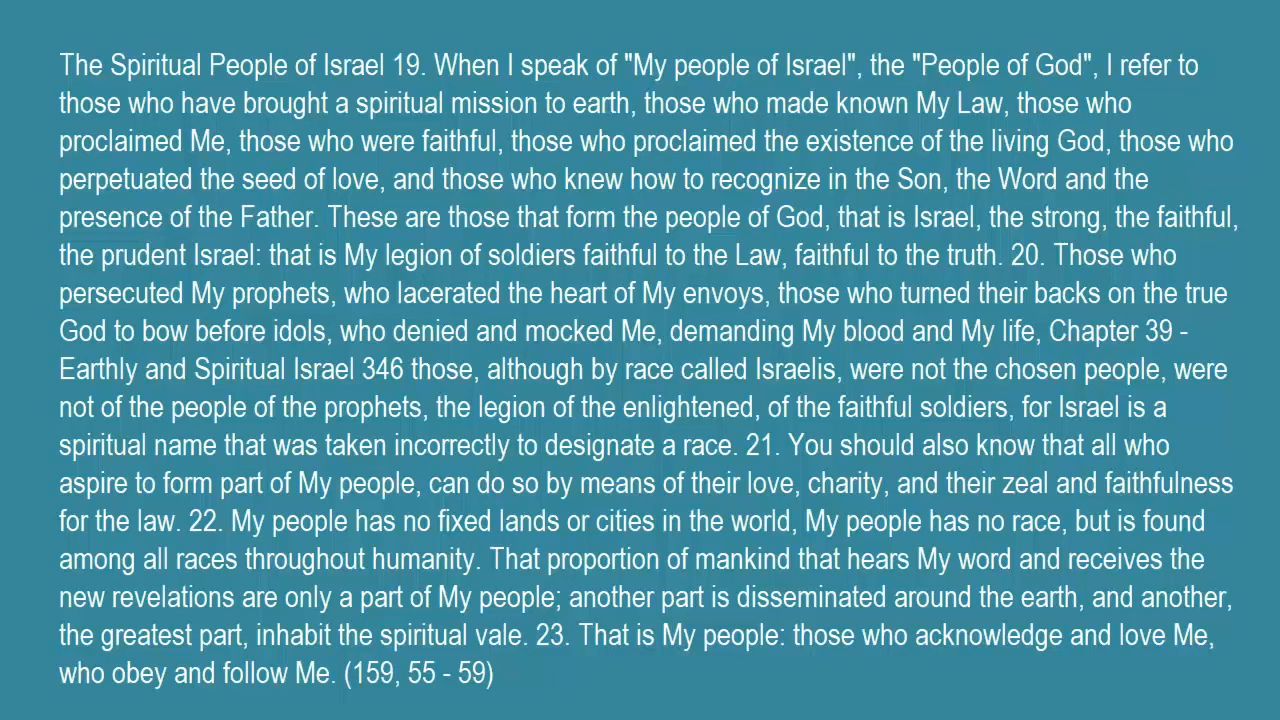 The Spiritual People of Israel 19. When I speak of "My people of Israel", the "People of God", I refer to
those who have brought a spiritual mission to earth, those who made known My Law, those who
proclaimed Me, those who were faithful, those who proclaimed the existence of the living God, those who
perpetuated the seed of love, and those who knew how to recognize in the Son, the Word and the
presence of the Father. These are those that form the people of God, that is Israel, the strong, the faithful,
the prudent Israel: that is My legion of soldiers faithful to the Law, faithful to the truth. 20. Those who
persecuted My prophets, who lacerated the heart of My envoys, those who turned their backs on the true
God to bow before idols, who denied and mocked Me, demanding My blood and My life, Chapter 39 -
Earthly and Spiritual Israel 346 those, although by race called Israelis, were not the chosen people, were
not of the people of the prophets, the legion of the enlightened, of the faithful soldiers, for Israel is a
spiritual name that was taken incorrectly to designate a race. 21. You should also know that all who
aspire to form part of My people, can do so by means of their love, charity, and their zeal and faithfulness
for the law. 22. My people has no fixed lands or cities in the world, My people has no race, but is found
among all races throughout humanity. That proportion of mankind that hears My word and receives the
new revelations are only a part of My people; another part is disseminated around the earth, and another,
the greatest part, inhabit the spiritual vale. 23. That is My people: those who acknowledge and love Me,
who obey and follow Me. (159, 55 - 59)